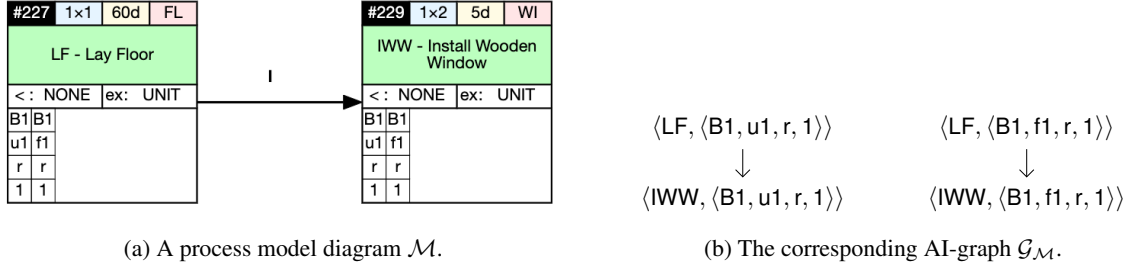 #227 1×1 60d FL
LF - Lay Floor
<: NONE ex: UNIT
B1 B1
u1 f1
r r
1 1
I
#229 1×2 5d WI
IWW - Install Wooden
Window
<: NONE ex: UNIT
B1 B1
u1 f1
r r
1 1
(a) A process model diagram ℳ.
⟨LF, ⟨B1, u1, r, 1⟩⟩ ⟨LF, ⟨B1, f1, r, 1⟩⟩
↓ ↓
⟨IWW, ⟨B1, u1, r, 1⟩⟩ ⟨IWW, ⟨B1, f1, r, 1⟩⟩
(b) The corresponding AI-graph 𝒢ℳ.